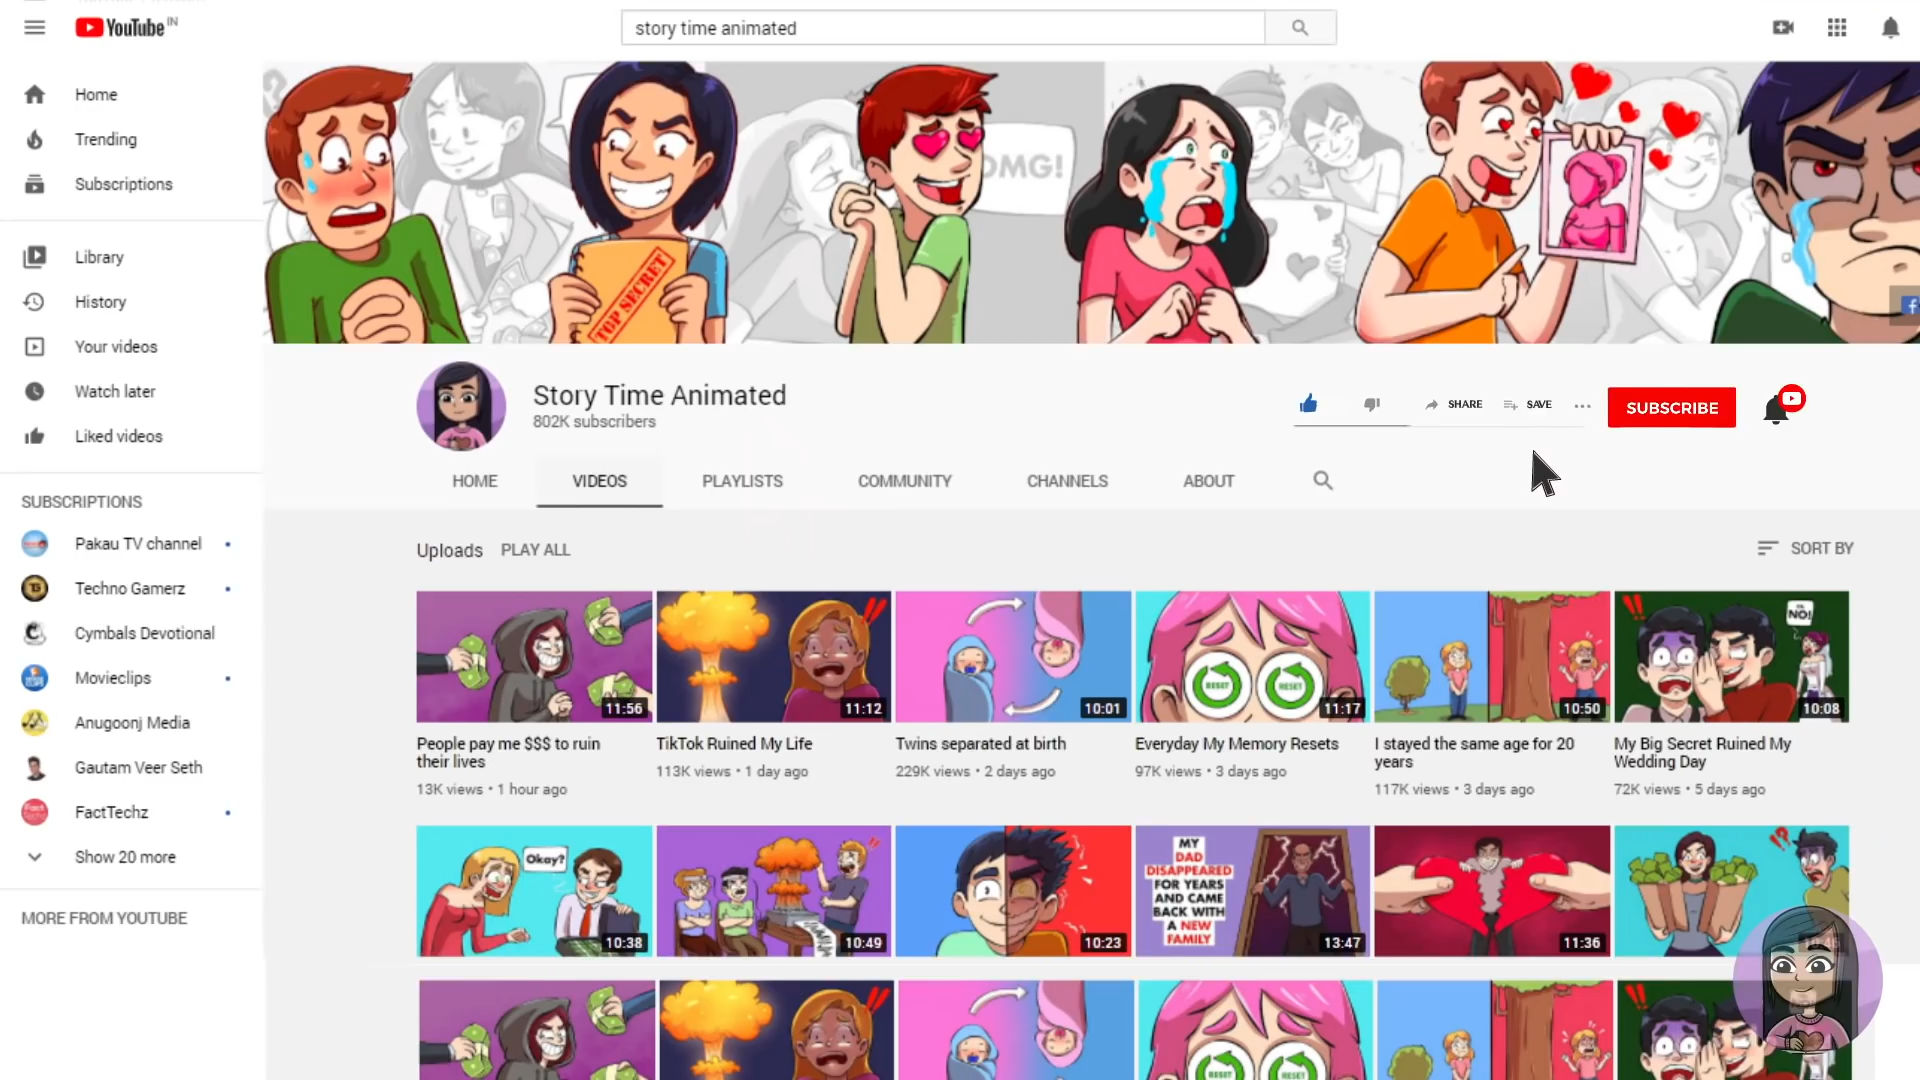 YouTube IN
story time animated
Home
Trending
Subscriptions
Library
History
Your videos
Watch later
Liked videos
SUBSCRIPTIONS
Pakau TV channel
Techno Gamerz
Cymbals Devotional
Movieclips
Anugoonj Media
Gautam Veer Seth
FactTechz
Show 20 more
MORE FROM YOUTUBE
TOP SECRET
OMG!
f
Story Time Animated
802K subscribers
SHARE
SAVE
SUBSCRIBE
HOME
VIDEOS
PLAYLISTS
COMMUNITY
CHANNELS
ABOUT
Uploads
PLAY ALL
SORT BY
11:56
11:12
10:01
RESET
RESET
11:17
10:50
NO!
10:08
People pay me $$$ to ruin
their lives
13K views • 1 hour ago
TikTok Ruined My Life
113K views • 1 day ago
Twins separated at birth
229K views • 2 days ago
Everyday My Memory Resets
97K views • 3 days ago
I stayed the same age for 20
years
117K views • 3 days ago
My Big Secret Ruined My
Wedding Day
72K views • 5 days ago
Okay?
10:38
10:49
10:23
MY
DAD
DISAPPEARED
FOR YEARS
AND CAME
BACK WITH
A NEW
FAMILY
13:47
11:36
RESET
RESET